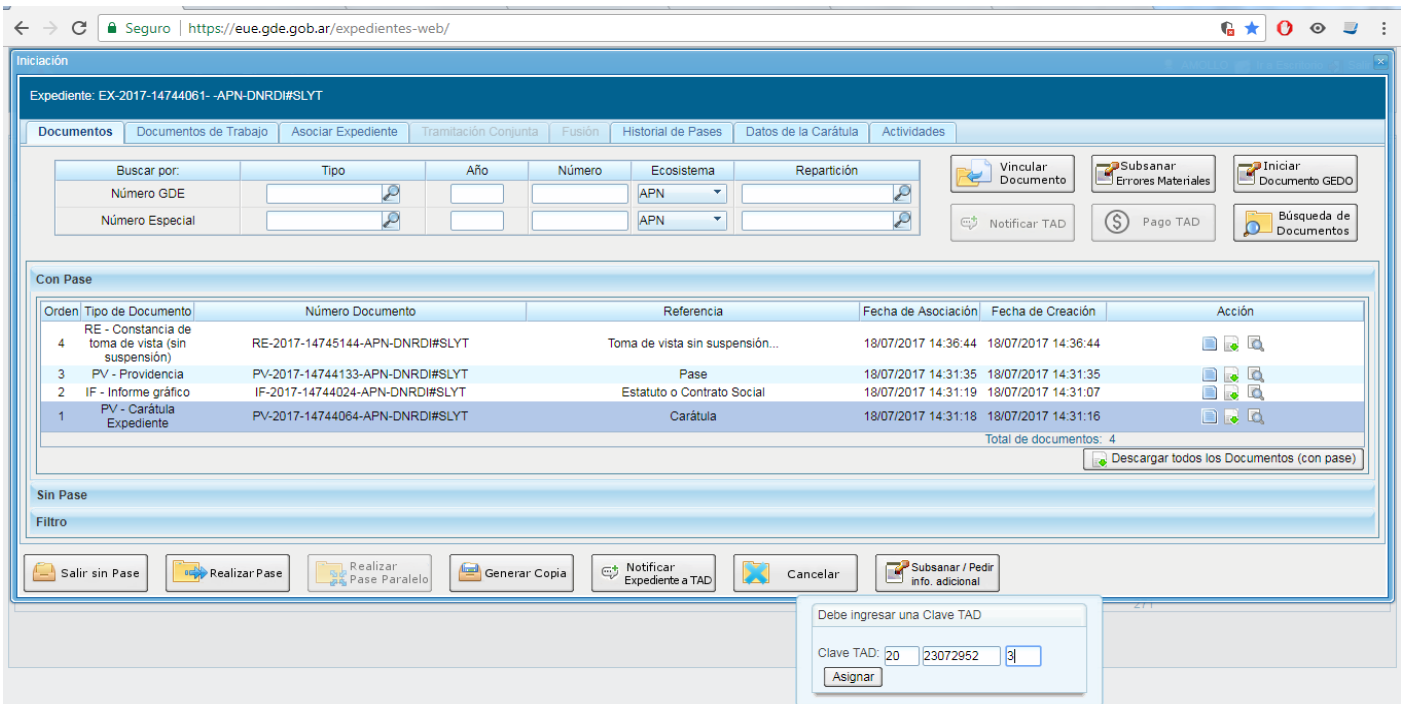 Seguro | https://eue.gde.gob.ar/expedientes-web/
Iniciación
Expediente: EX-2017-14744061- -APN-DNRDI#SLYT
Documentos Documentos de Trabajo Asociar Expediente Tramitación Conjunta Fusión Historial de Pases Datos de la Carátula Actividades
Buscar por: Tipo Año Número Ecosistema Repartición
Número GDE APN
Número Especial APN
Vincular Documento
Subsanar Errores Materiales
Iniciar Documento GEDO
Notificar TAD
Pago TAD
Búsqueda de Documentos
Con Pase
Orden Tipo de Documento Número Documento Referencia Fecha de Asociación Fecha de Creación Acción
4 RE - Constancia de toma de vista (sin suspensión) RE-2017-14745144-APN-DNRDI#SLYT Toma de vista sin suspensión... 18/07/2017 14:36:44 18/07/2017 14:36:44
3 PV - Providencia PV-2017-14744133-APN-DNRDI#SLYT Pase 18/07/2017 14:31:35 18/07/2017 14:31:35
2 IF - Informe gráfico IF-2017-14744024-APN-DNRDI#SLYT Estatuto o Contrato Social 18/07/2017 14:31:19 18/07/2017 14:31:07
1 PV - Carátula Expediente PV-2017-14744064-APN-DNRDI#SLYT Carátula 18/07/2017 14:31:18 18/07/2017 14:31:16
Total de documentos: 4
Descargar todos los Documentos (con pase)
Sin Pase
Filtro
Salir sin Pase
Realizar Pase
Realizar Pase Paralelo
Generar Copia
Notificar Expediente a TAD
Cancelar
Subsanar / Pedir info. adicional
271
Debe ingresar una Clave TAD
Clave TAD: 20 23072952 3
Asignar